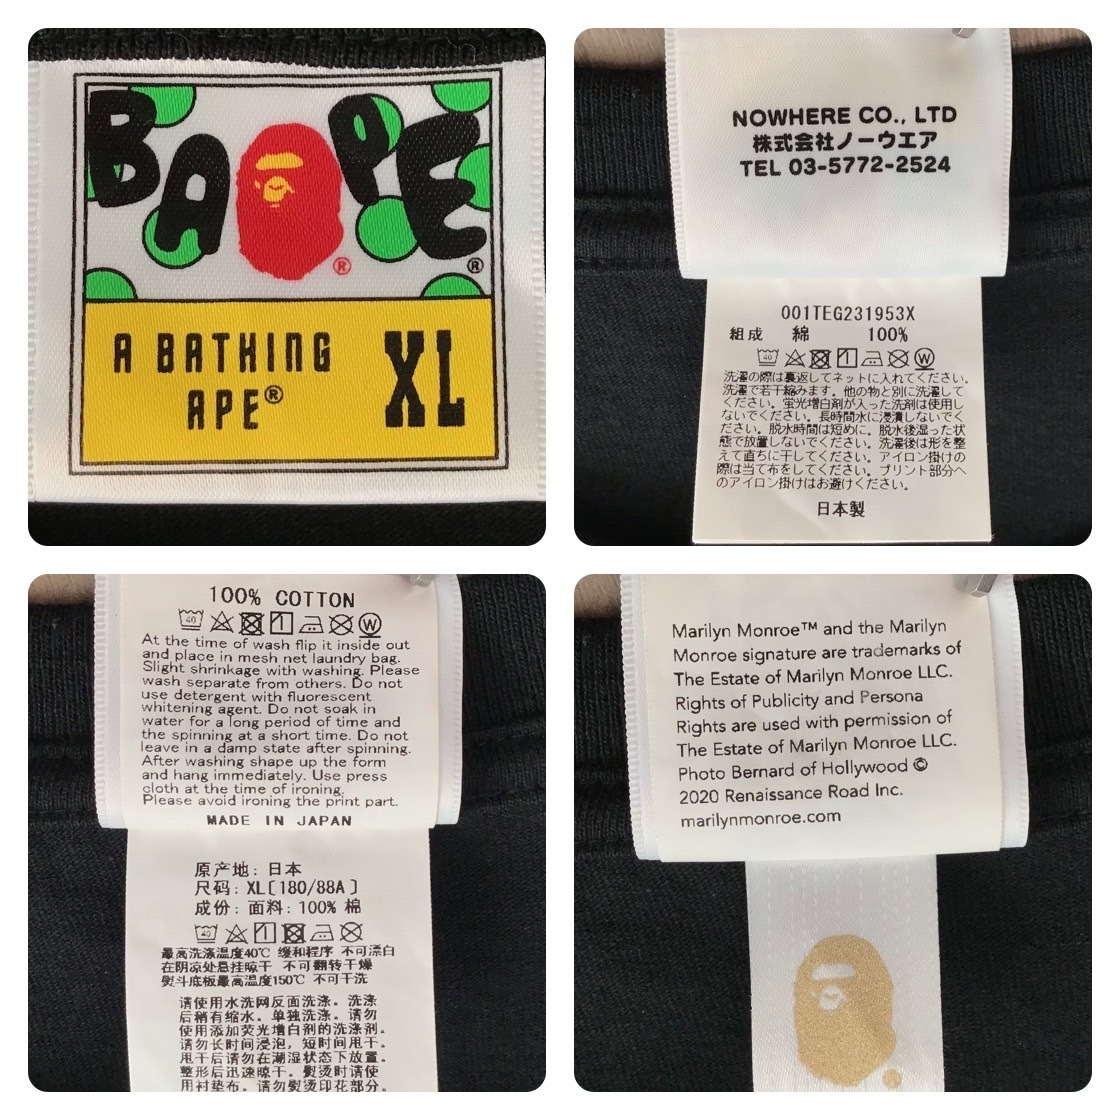 BAPE
®
®
A BATHING
APE®
XL
NOWHERE CO., LTD
株式会社ノーウエア
TEL 03-5772-2524
001TEG231953X
組成 綿 100%
40
洗濯の際は裏返してネットに入れてください。
洗濯で若干縮みます。他の物と別に洗濯して
ください。蛍光増白剤が入った洗剤は使用し
ないでください。長時間水に浸漬しないでく
ださい。脱水時間は短めに。脱水後湿った状
態で放置しないでください。洗濯後は形を整
えて直ちに干してください。アイロン掛けの
際は当て布をしてください。プリント部分へ
のアイロン掛けはお避けください。
日本製
100% COTTON
40
At the time of wash flip it inside out
and place in mesh net laundry bag.
Slight shrinkage with washing. Please
wash separate from others. Do not
use detergent with fluorescent
whitening agent. Do not soak in
water for a long period of time and
the spinning at a short time. Do not
leave in a damp state after spinning.
After washing shape up the form
and hang immediately. Use press
cloth at the time of ironing.
Please avoid ironing the print part.
MADE IN JAPAN
原产地: 日本
尺码: XL(180/88A)
成份: 面料: 100% 棉
40
最高洗涤温度40℃ 缓和程序 不可漂白
在阴凉处悬挂晾干 不可翻转干燥
熨斗底板最高温度150℃ 不可干洗
请使用水洗网反面洗涤。洗涤
后稍有缩水。单独洗涤。请勿
使用添加荧光增白剂的洗涤剂。
请勿长时间浸泡，短时间甩干。
甩干后请勿在潮湿状态下放置。
整形后迅速晾干。熨烫时请使
用衬垫布。请勿熨烫印花部分。
Marilyn Monroe™ and the Marilyn
Monroe signature are trademarks of
The Estate of Marilyn Monroe LLC.
Rights of Publicity and Persona
Rights are used with permission of
The Estate of Marilyn Monroe LLC.
Photo Bernard of Hollywood ©
2020 Renaissance Road Inc.
marilynmonroe.com
®